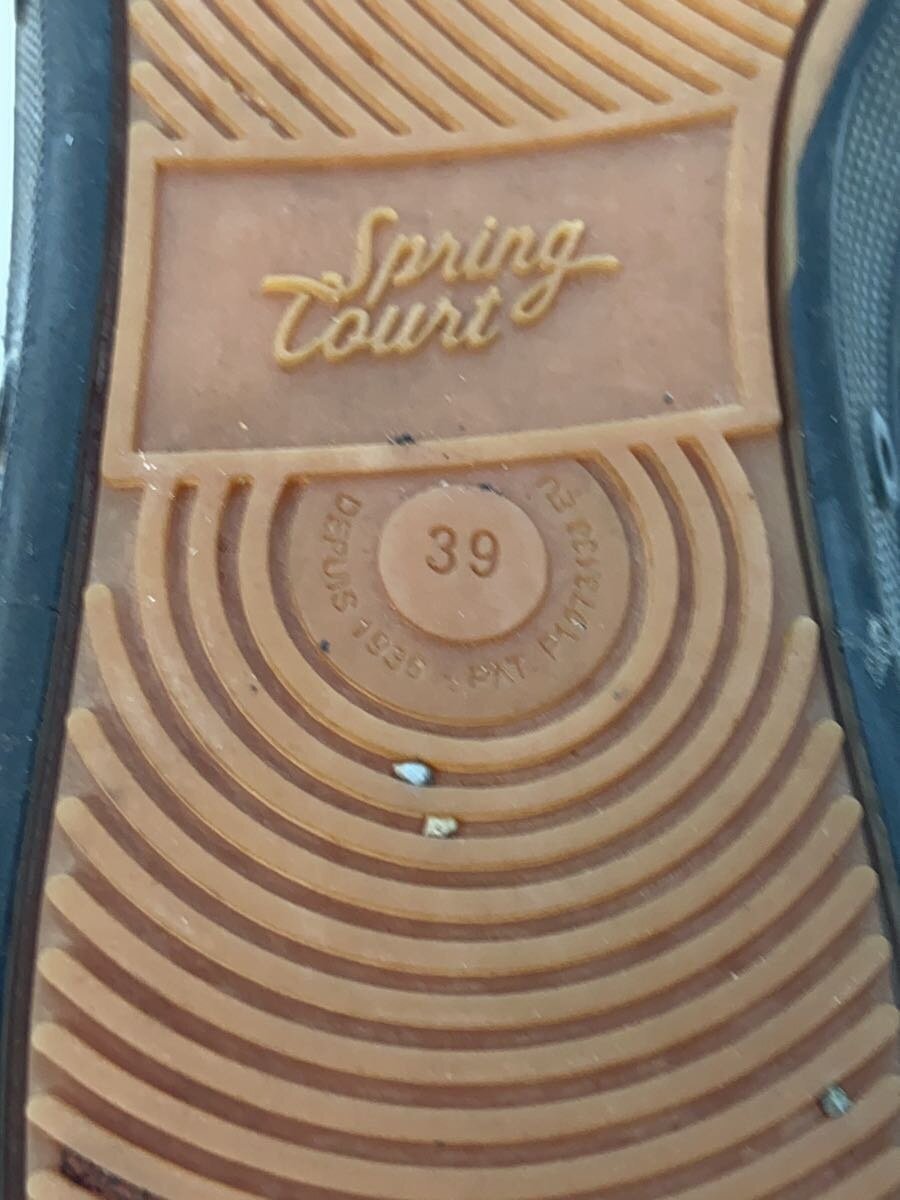 Spring
Court
39
DEPUIS 1936 - PAT.